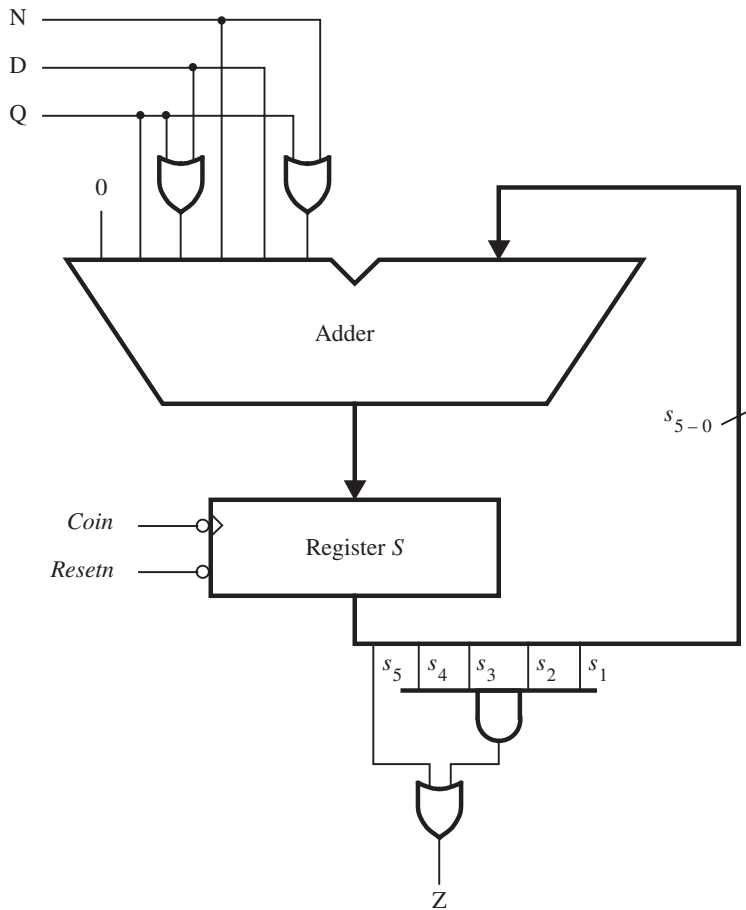 N
D
Q
0
Adder
s5–0
Coin
Resetn
Register S
s5 s4 s3 s2 s1
Z